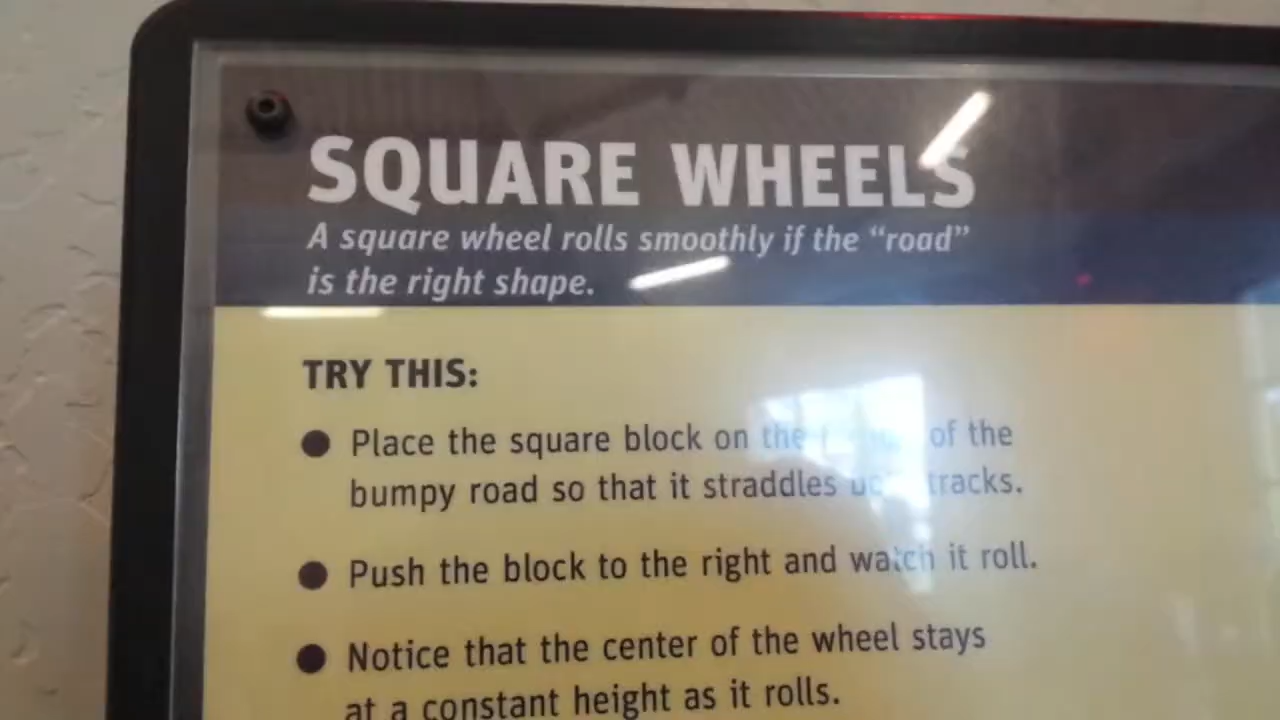 SQUARE WHEELS
A square wheel rolls smoothly if the “road”
is the right shape.
TRY THIS:
● Place the square block on the of the
bumpy road so that it straddles tracks.
● Push the block to the right and watch it roll.
● Notice that the center of the wheel stays
at a constant height as it rolls.